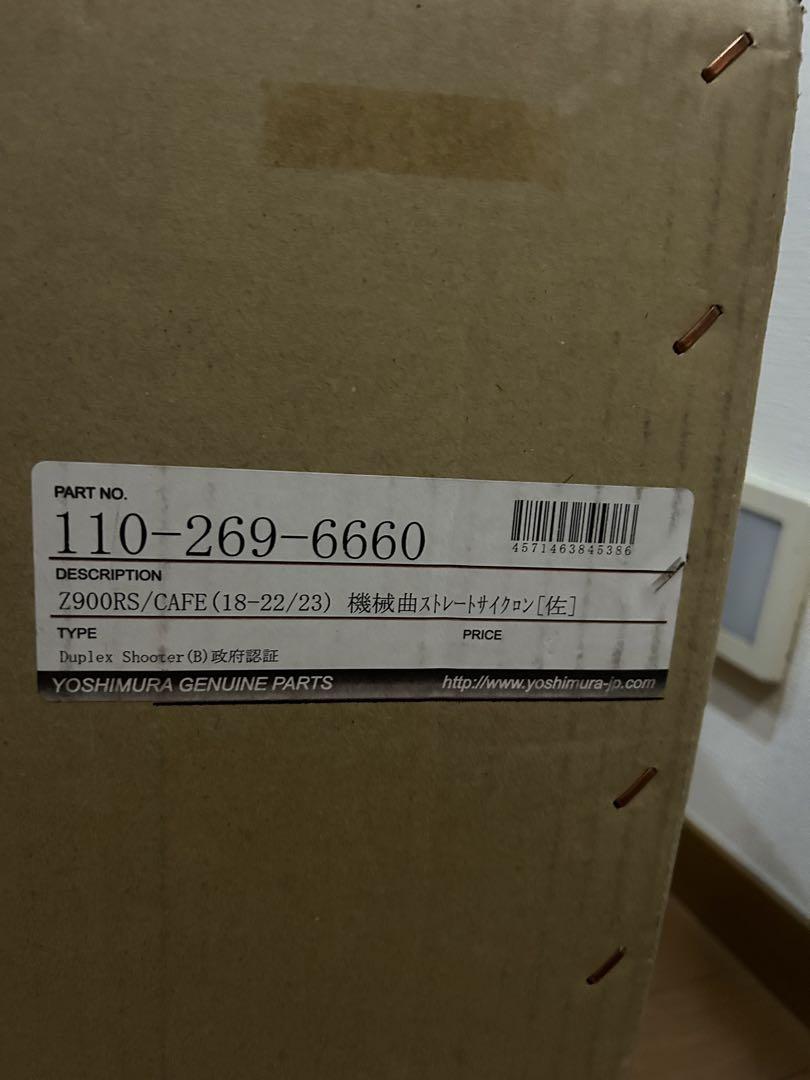 PART NO.
110-269-6660
4571463845386
DESCRIPTION
Z900RS/CAFE(18-22/23) 機械曲ｽﾄﾚｰﾄｻｲｸﾛﾝ[佐]
TYPE
PRICE
Duplex Shooter(B)政府認証
YOSHIMURA GENUINE PARTS
http://www.yoshimura-jp.com